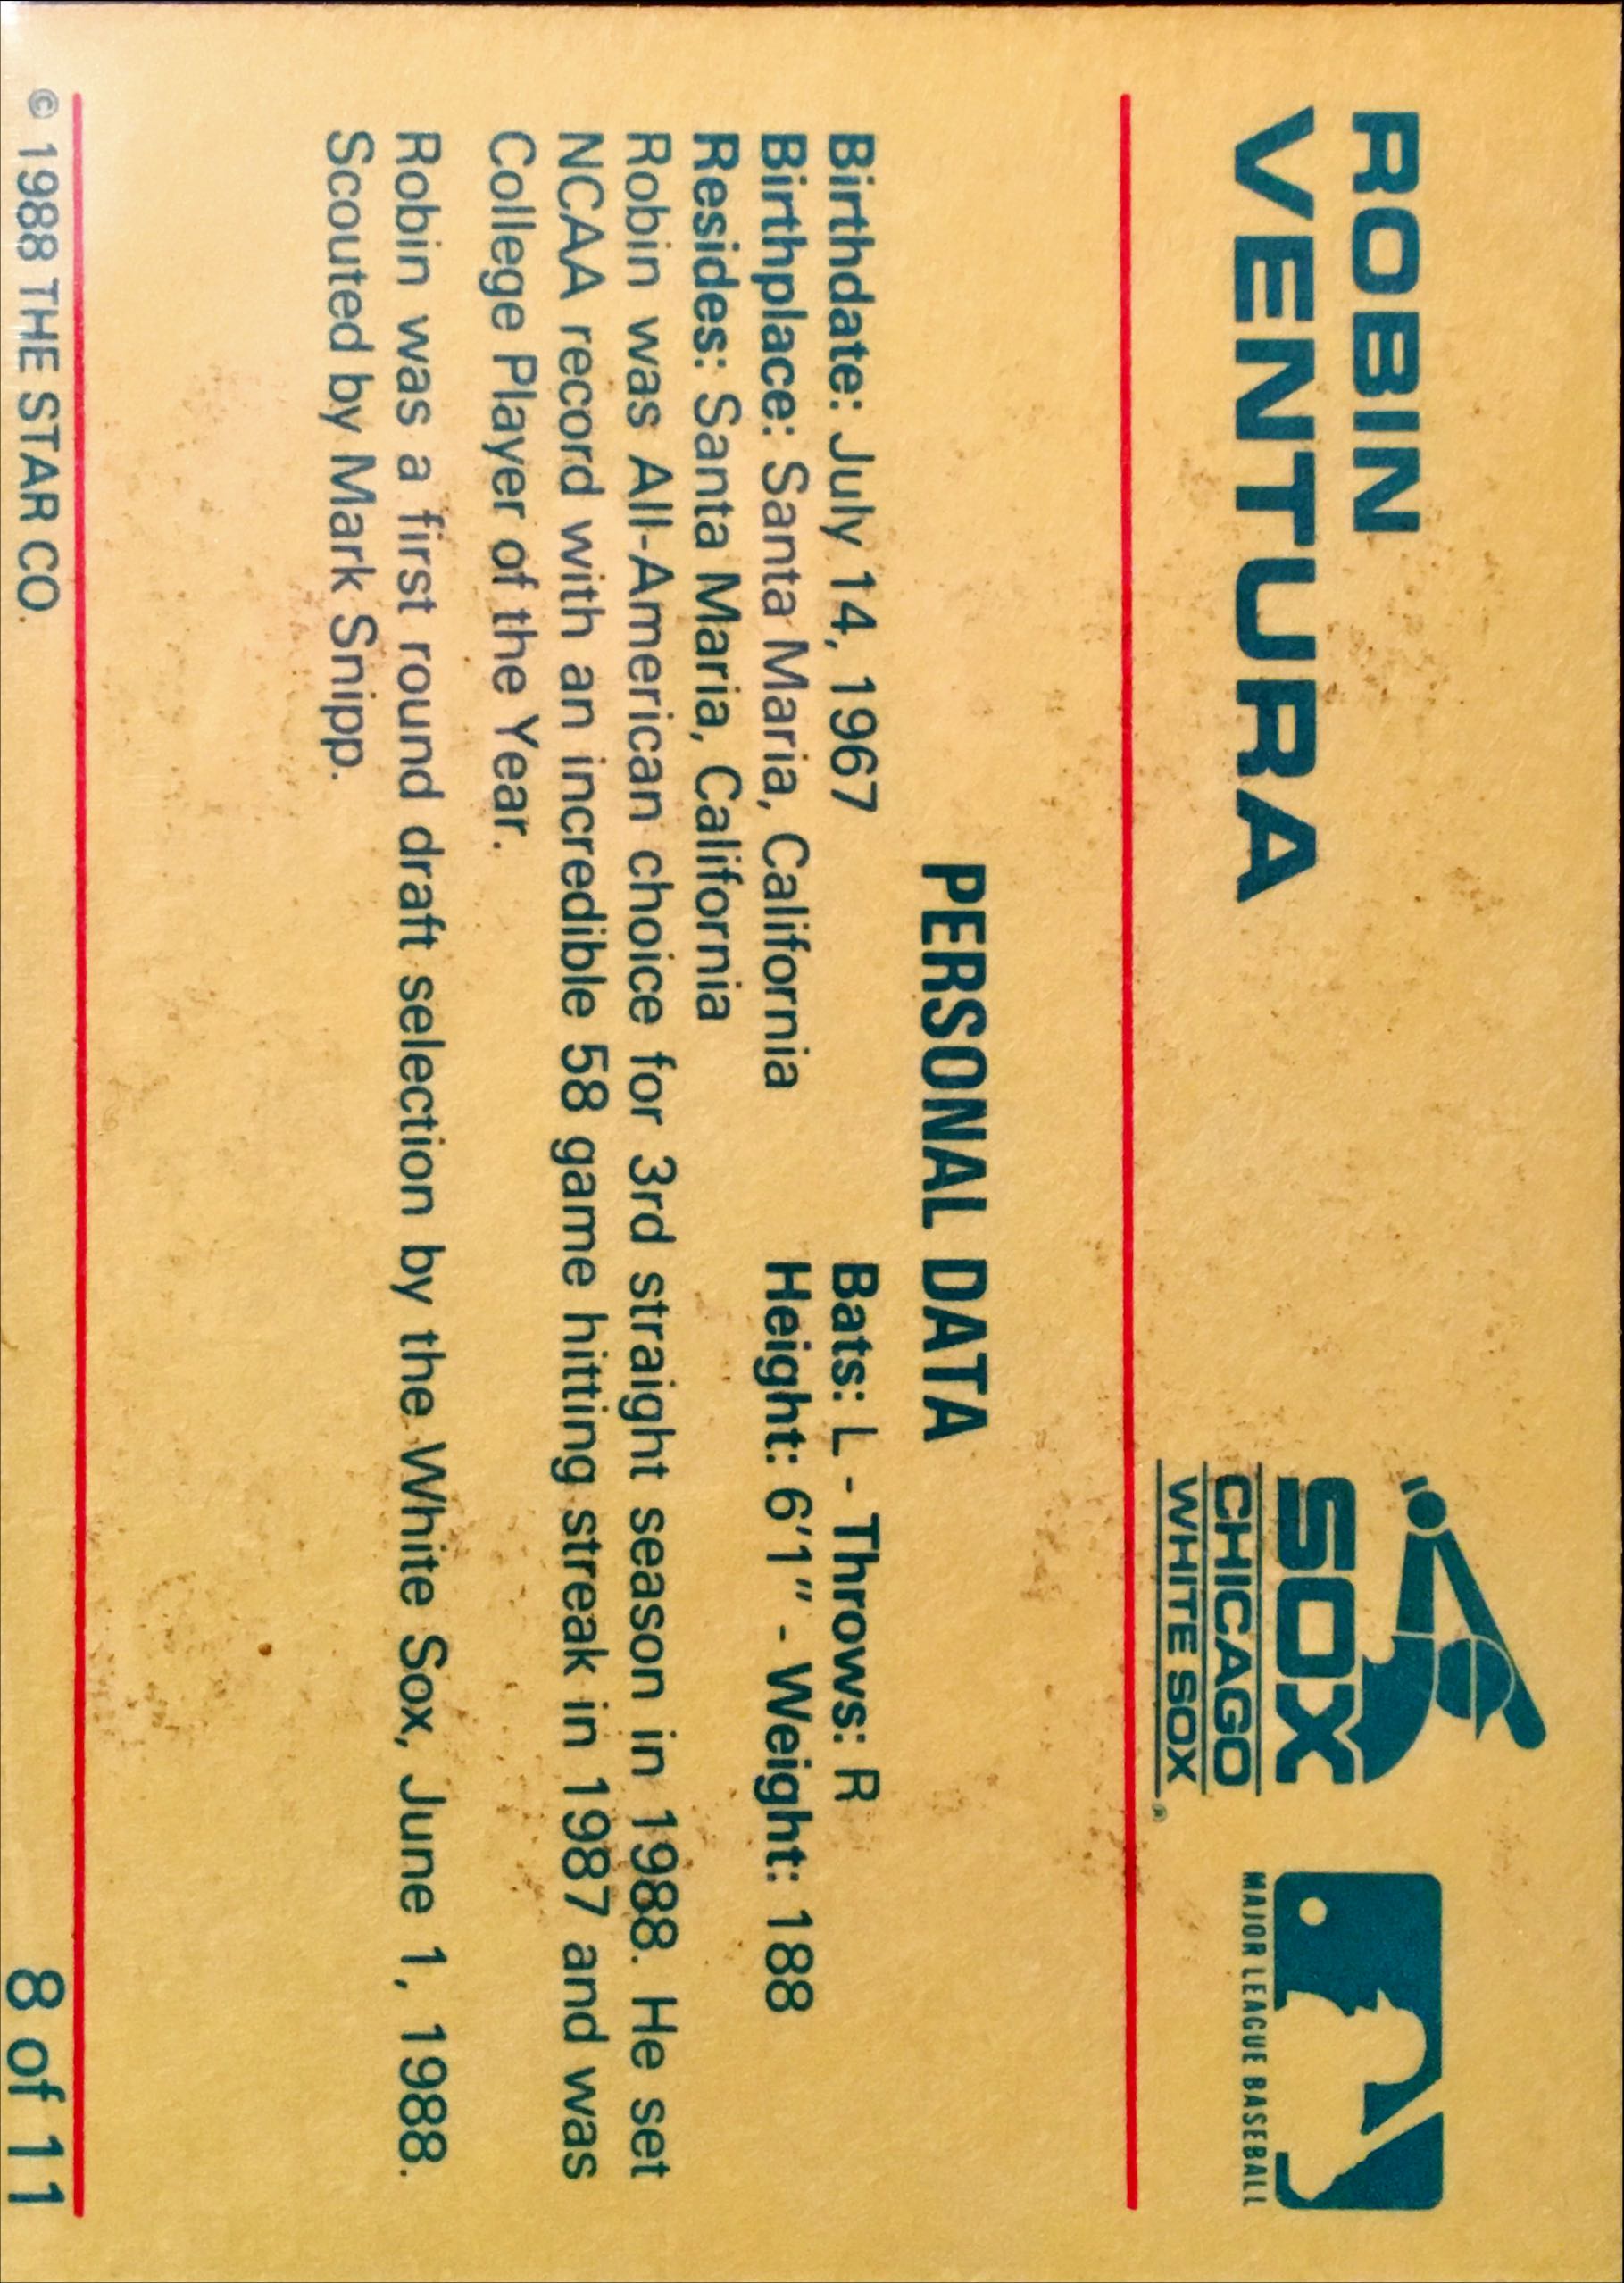 ROBIN
VENTURA
SOX
CHICAGO
WHITE SOX
®
MAJOR LEAGUE BASEBALL
PERSONAL DATA
Birthdate: July 14, 1967 Bats: L - Throws: R
Birthplace: Santa Maria, California Height: 6'1" - Weight: 188
Resides: Santa Maria, California
Robin was All-American choice for 3rd straight season in 1988. He set
NCAA record with an incredible 58 game hitting streak in 1987 and was
College Player of the Year.
Robin was a first round draft selection by the White Sox, June 1, 1988.
Scouted by Mark Snipp.
© 1988 THE STAR CO. 8 of 11